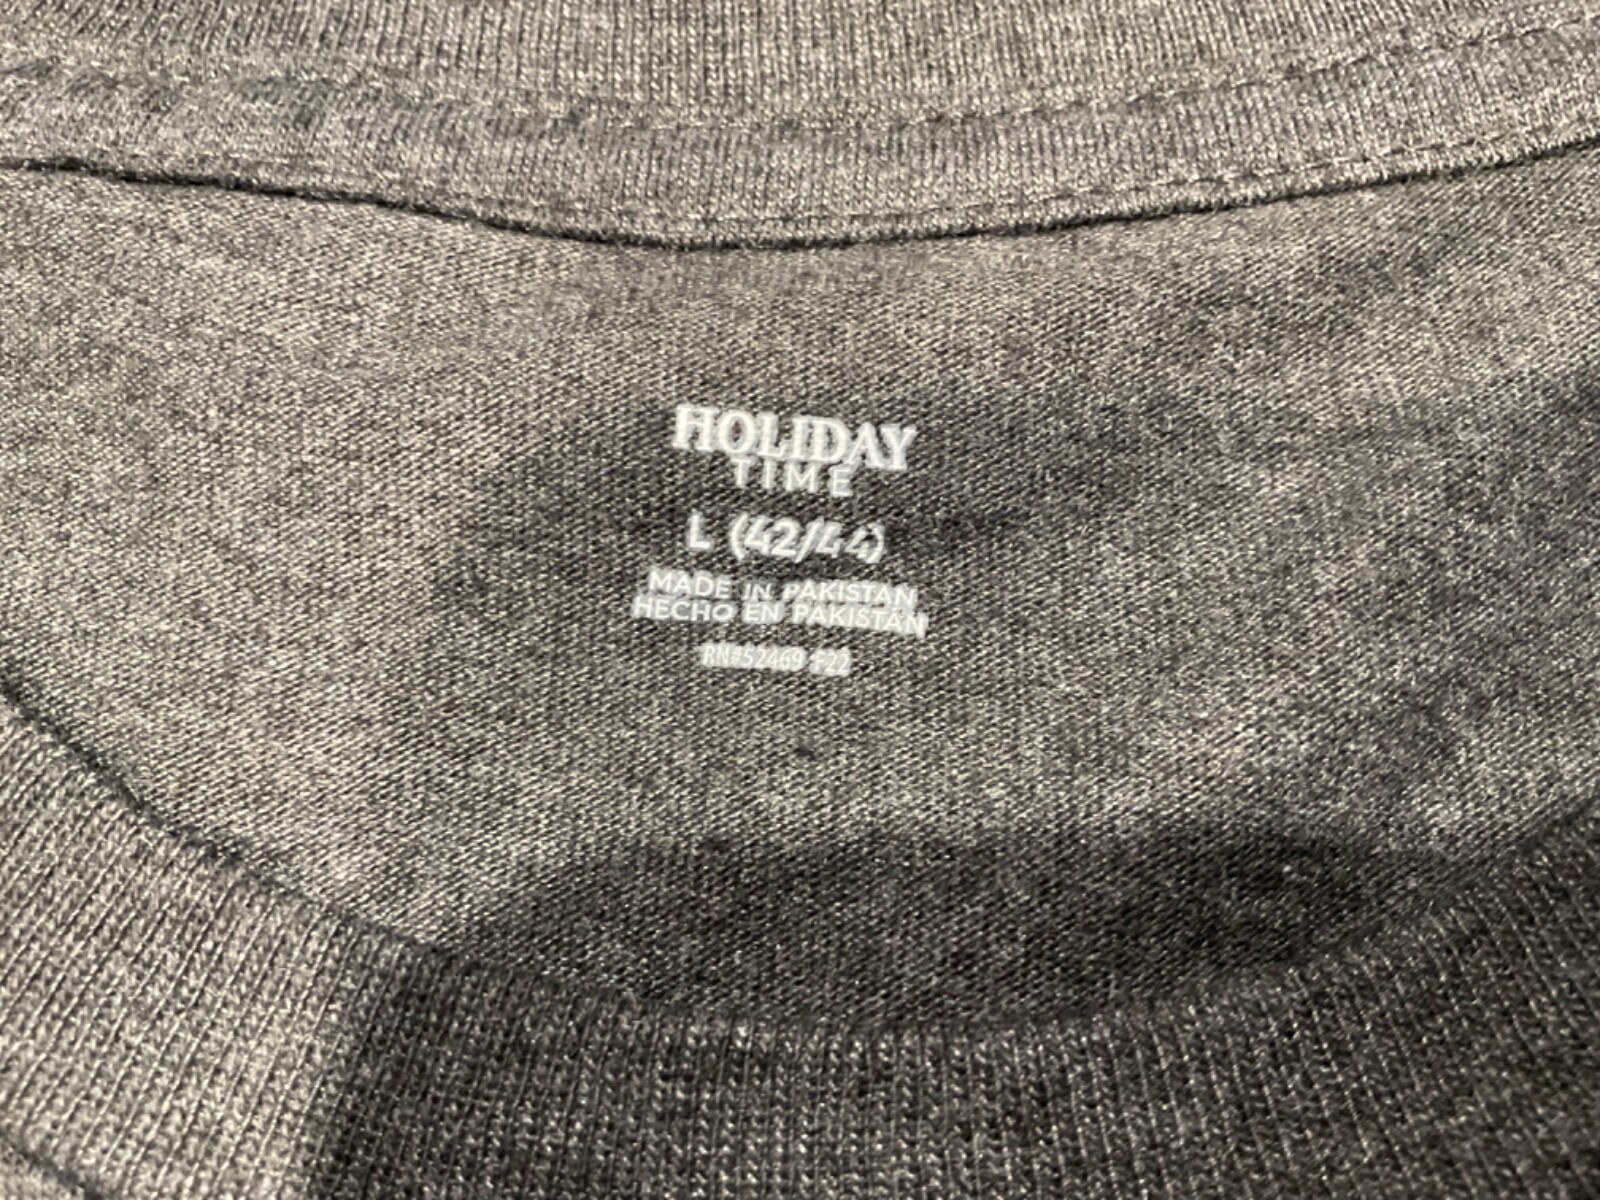 HOLIDAY
TIME
L (42/44)
MADE IN PAKISTAN
HECHO EN PAKISTAN
RN#52469 F22